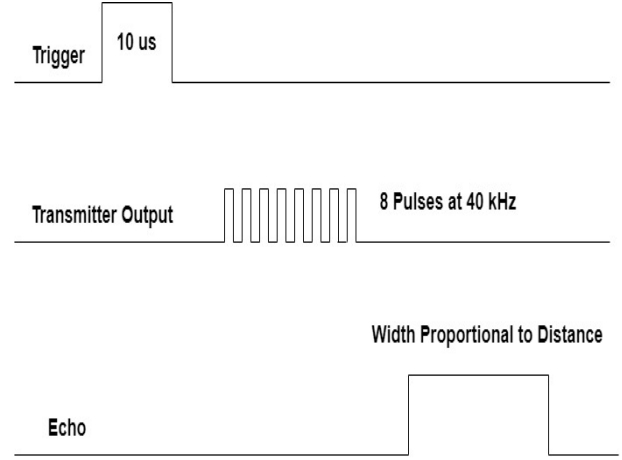 Trigger
10 us
Transmitter Output
8 Pulses at 40 kHz
Width Proportional to Distance
Echo